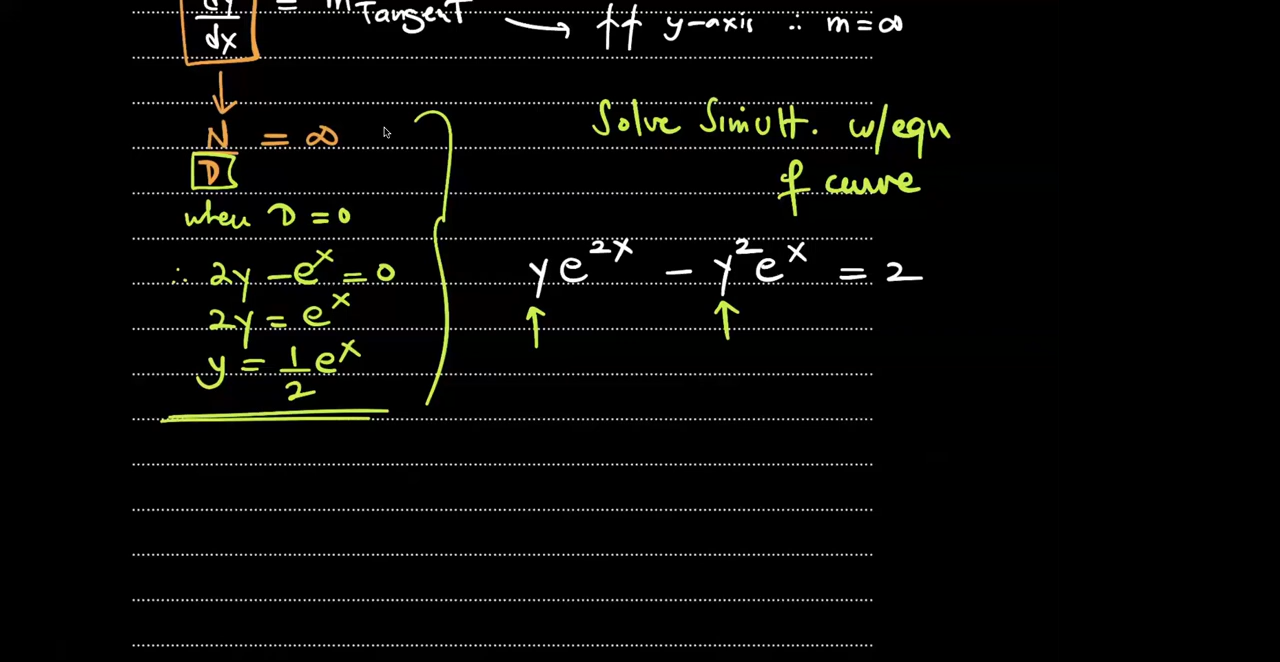 dy/dx = m Tangent → ⇈ y-axis ∴ m = ∞
↓
N/D = ∞
when D = 0
∴ 2y - e^x = 0
2y = e^x
y = 1/2 e^x
Solve Simult. w/eqn
of curve
ye^{2x} - y^2e^x = 2
↑ ↑